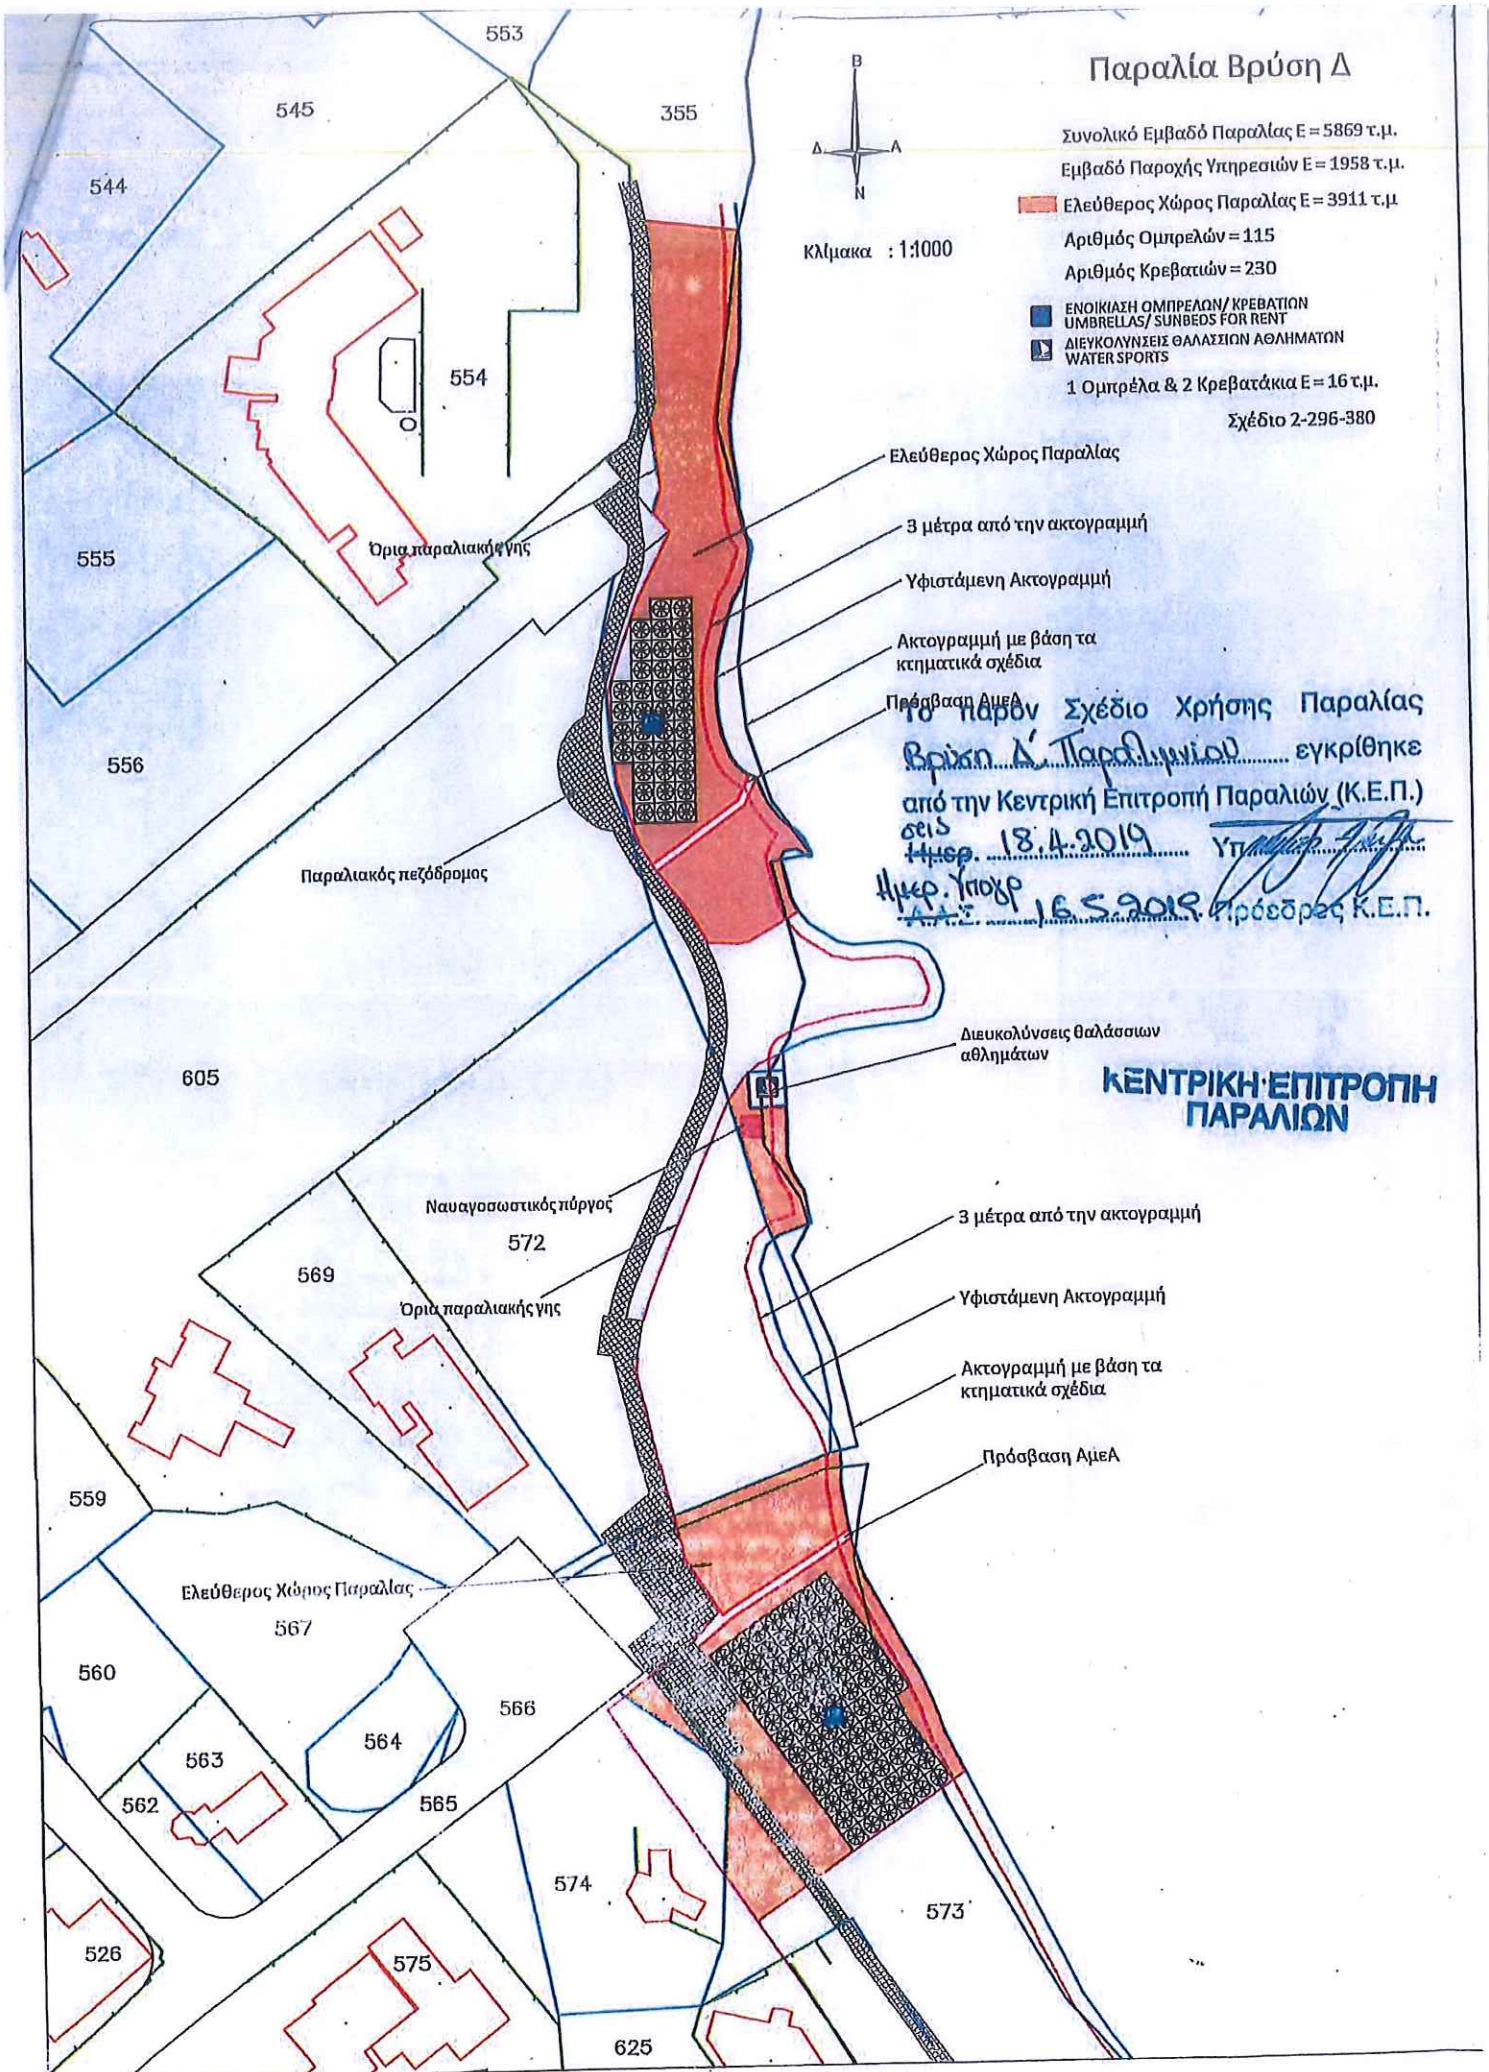 553
545
355
544
554
555
556
605
569
572
559
567
560
566
564
563
562
565
574
573
526
575
625
Β
Δ
Α
Ν
Κλίμακα : 1:1000
Παραλία Βρύση Δ
Συνολικό Εμβαδό Παραλίας Ε = 5869 τ.μ.
Εμβαδό Παροχής Υπηρεσιών Ε = 1958 τ.μ.
Ελεύθερος Χώρος Παραλίας Ε = 3911 τ.μ
Αριθμός Ομπρελών = 115
Αριθμός Κρεβατιών = 230
ΕΝΟΙΚΙΑΣΗ ΟΜΠΡΕΛΩΝ/ ΚΡΕΒΑΤΙΩΝ
UMBRELLAS/ SUNBEDS FOR RENT
ΔΙΕΥΚΟΛΥΝΣΕΙΣ ΘΑΛΑΣΣΙΩΝ ΑΘΛΗΜΑΤΩΝ
WATER SPORTS
1 Ομπρέλα & 2 Κρεβατάκια Ε = 16 τ.μ.
Σχέδιο 2-296-380
Ελεύθερος Χώρος Παραλίας
3 μέτρα από την ακτογραμμή
Όρια παραλιακής γης
Υφιστάμενη Ακτογραμμή
Ακτογραμμή με βάση τα
κτηματικά σχέδια
Πρόσβαση ΑμεΑ
Το παρόν Σχέδιο Χρήσης Παραλίας
Βρύση Δ' Παραλιμνίου εγκρίθηκε
από την Κεντρική Επιτροπή Παραλιών (Κ.Ε.Π.)
στις
Ημερ. 18.4.2019 Υπ
Ημερ. Υπογρ
Α.Α.Σ. 16.5.2019 Πρόεδρος Κ.Ε.Π.
Παραλιακός πεζόδρομος
Διευκολύνσεις θαλάσσιων
αθλημάτων
ΚΕΝΤΡΙΚΗ ΕΠΙΤΡΟΠΗ
ΠΑΡΑΛΙΩΝ
Ναυαγοσωστικός πύργος
3 μέτρα από την ακτογραμμή
Όρια παραλιακής γης
Υφιστάμενη Ακτογραμμή
Ακτογραμμή με βάση τα
κτηματικά σχέδια
Πρόσβαση ΑμεΑ
Ελεύθερος Χώρος Παραλίας